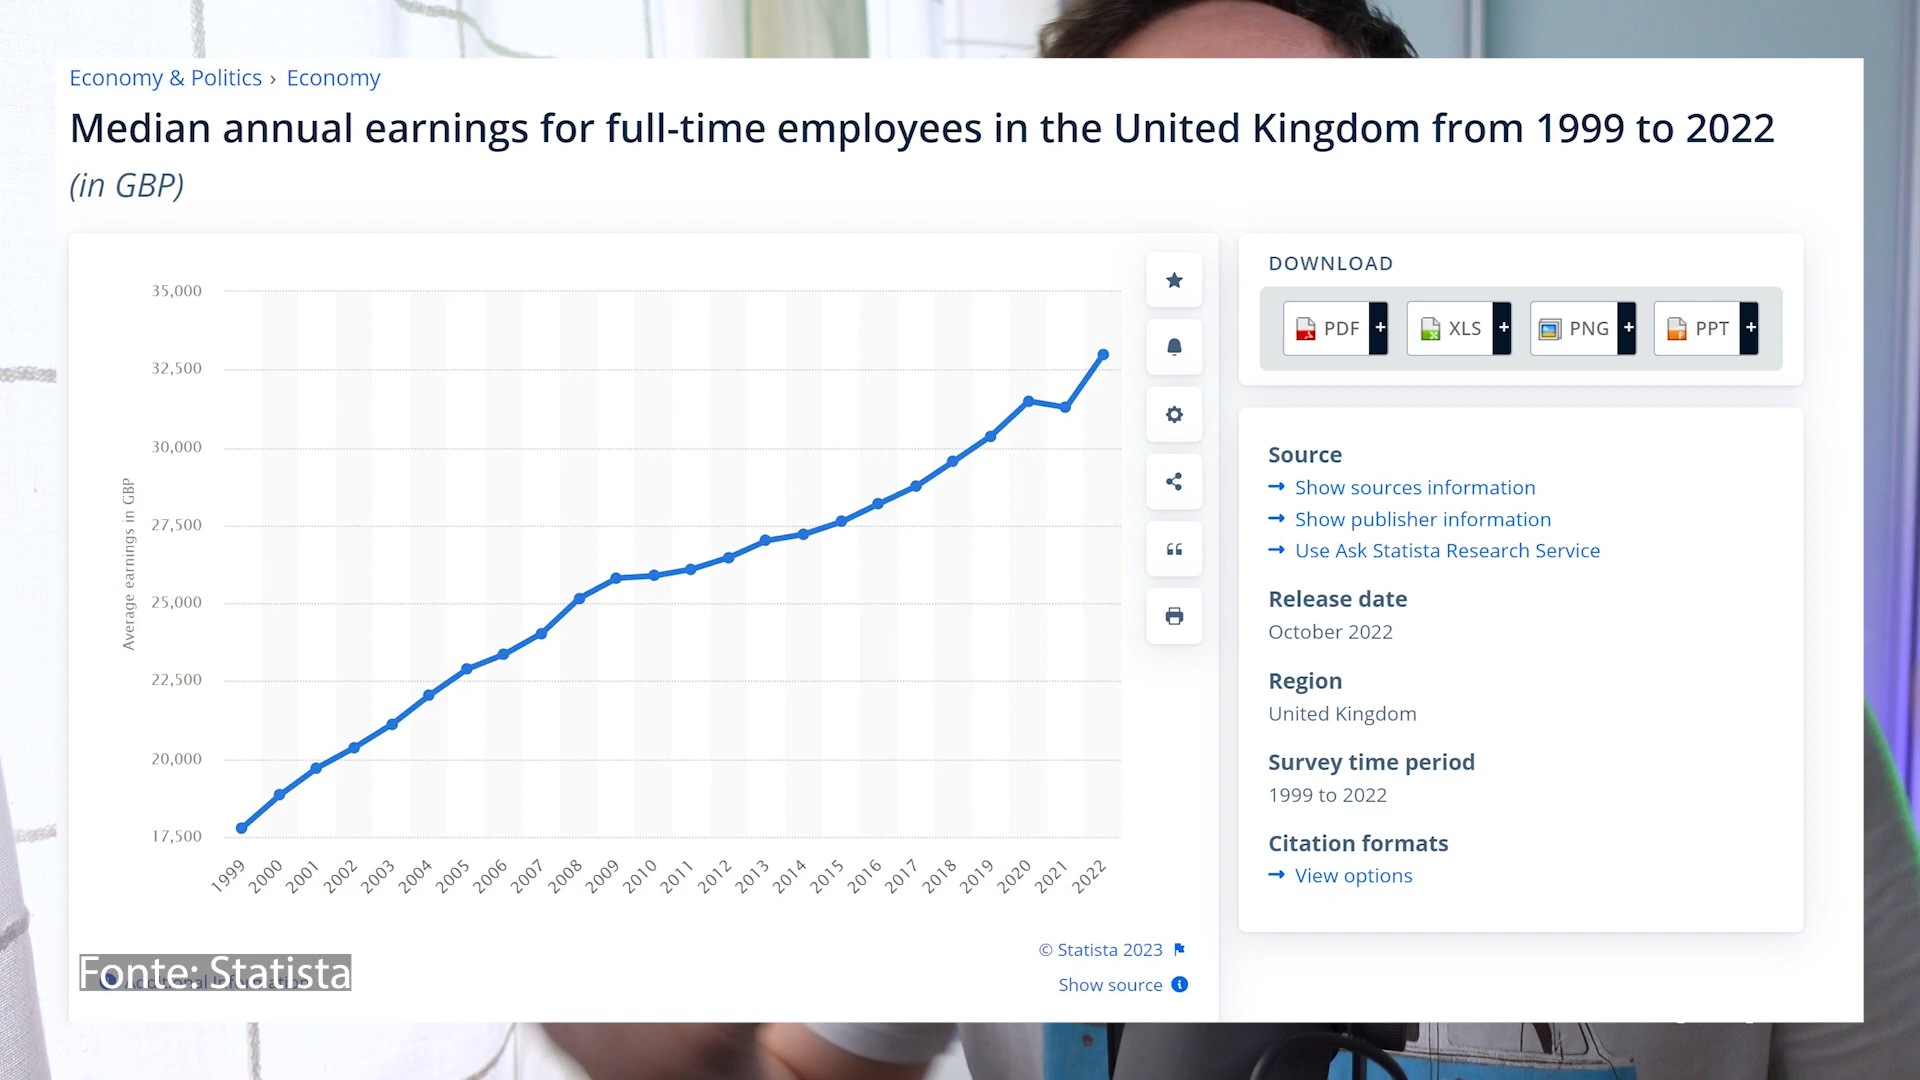 Economy & Politics › Economy
Median annual earnings for full-time employees in the United Kingdom from 1999 to 2022
(in GBP)
35,000
32,500
30,000
27,500
25,000
22,500
20,000
17,500
Average earnings in GBP
1999 2000 2001 2002 2003 2004 2005 2006 2007 2008 2009 2010 2011 2012 2013 2014 2015 2016 2017 2018 2019 2020 2021 2022
© Statista 2023
Additional Information
Show source
Fonte: Statista
DOWNLOAD
PDF + XLS + PNG + PPT +
Source
→ Show sources information
→ Show publisher information
→ Use Ask Statista Research Service
Release date
October 2022
Region
United Kingdom
Survey time period
1999 to 2022
Citation formats
→ View options